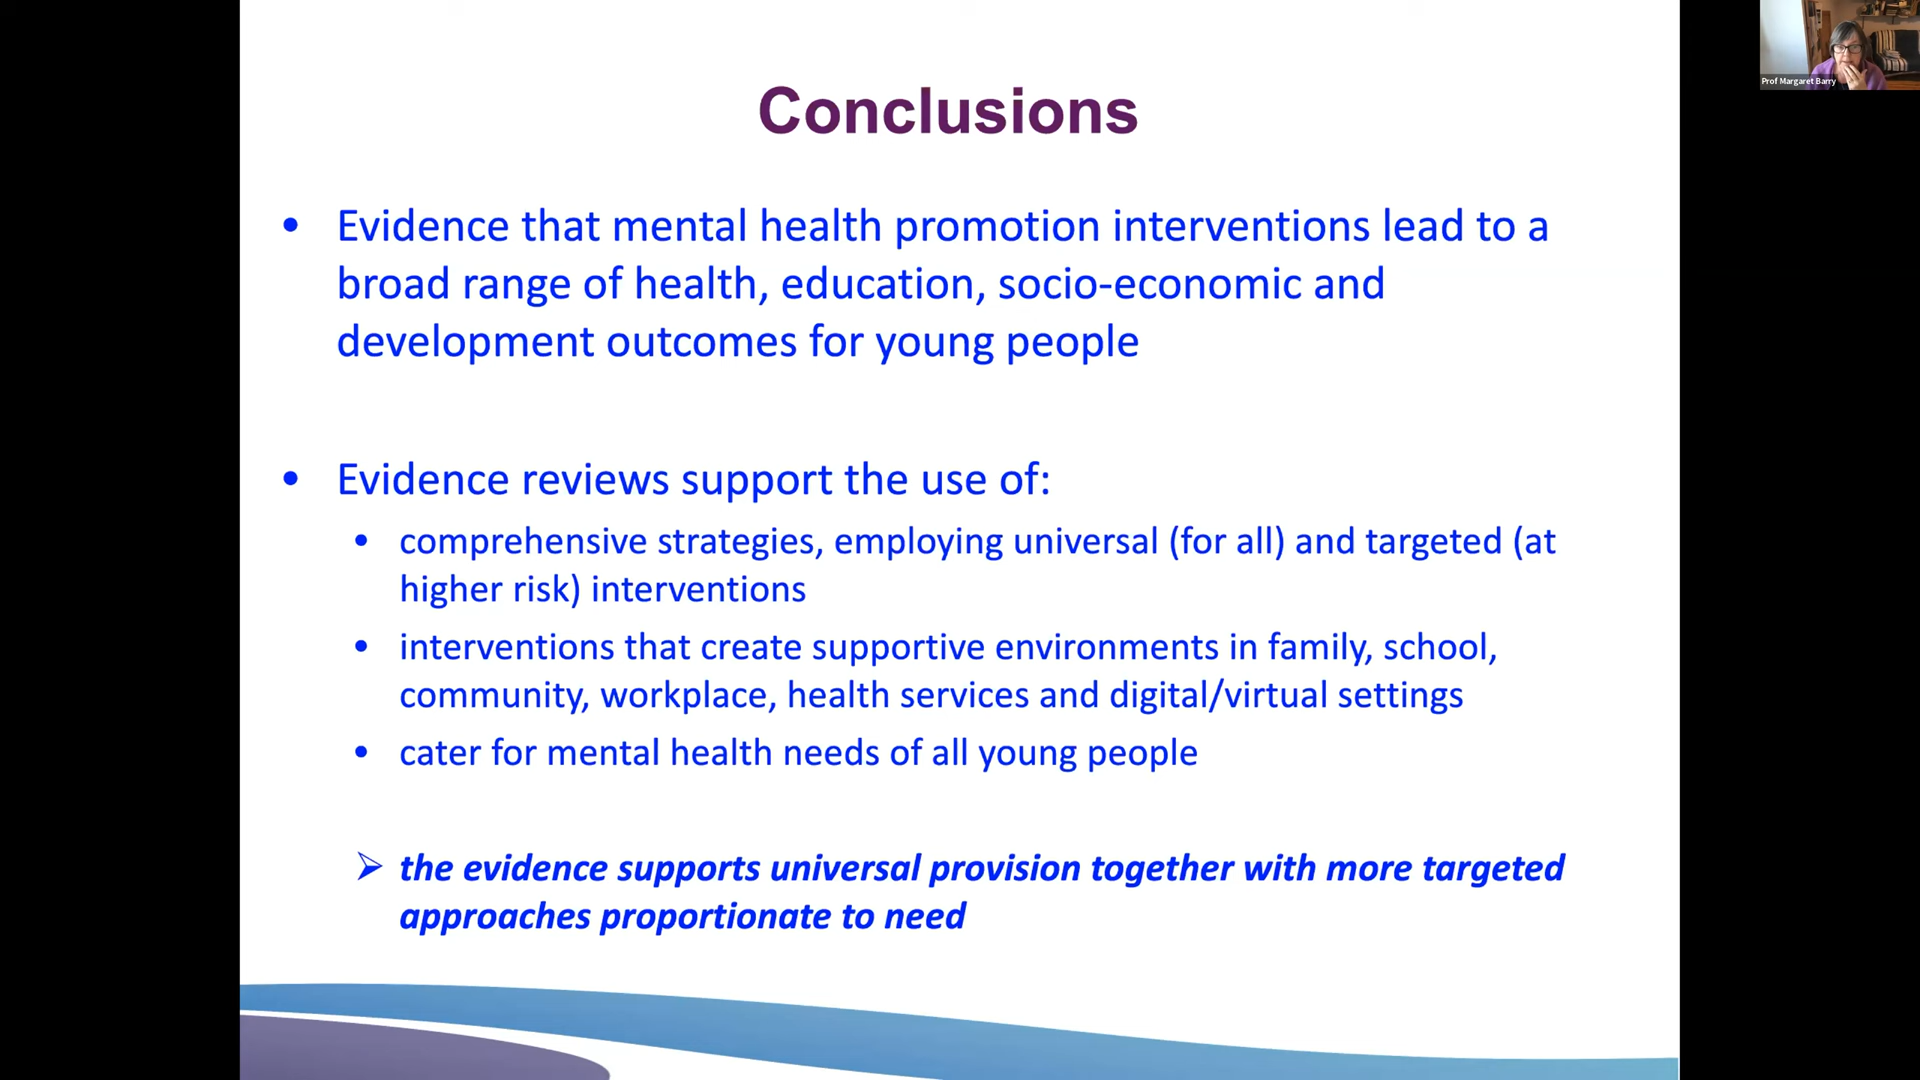 Prof Margaret Barry
Conclusions
• Evidence that mental health promotion interventions lead to a
broad range of health, education, socio-economic and
development outcomes for young people
• Evidence reviews support the use of:
• comprehensive strategies, employing universal (for all) and targeted (at
higher risk) interventions
• interventions that create supportive environments in family, school,
community, workplace, health services and digital/virtual settings
• cater for mental health needs of all young people
➢ the evidence supports universal provision together with more targeted
approaches proportionate to need